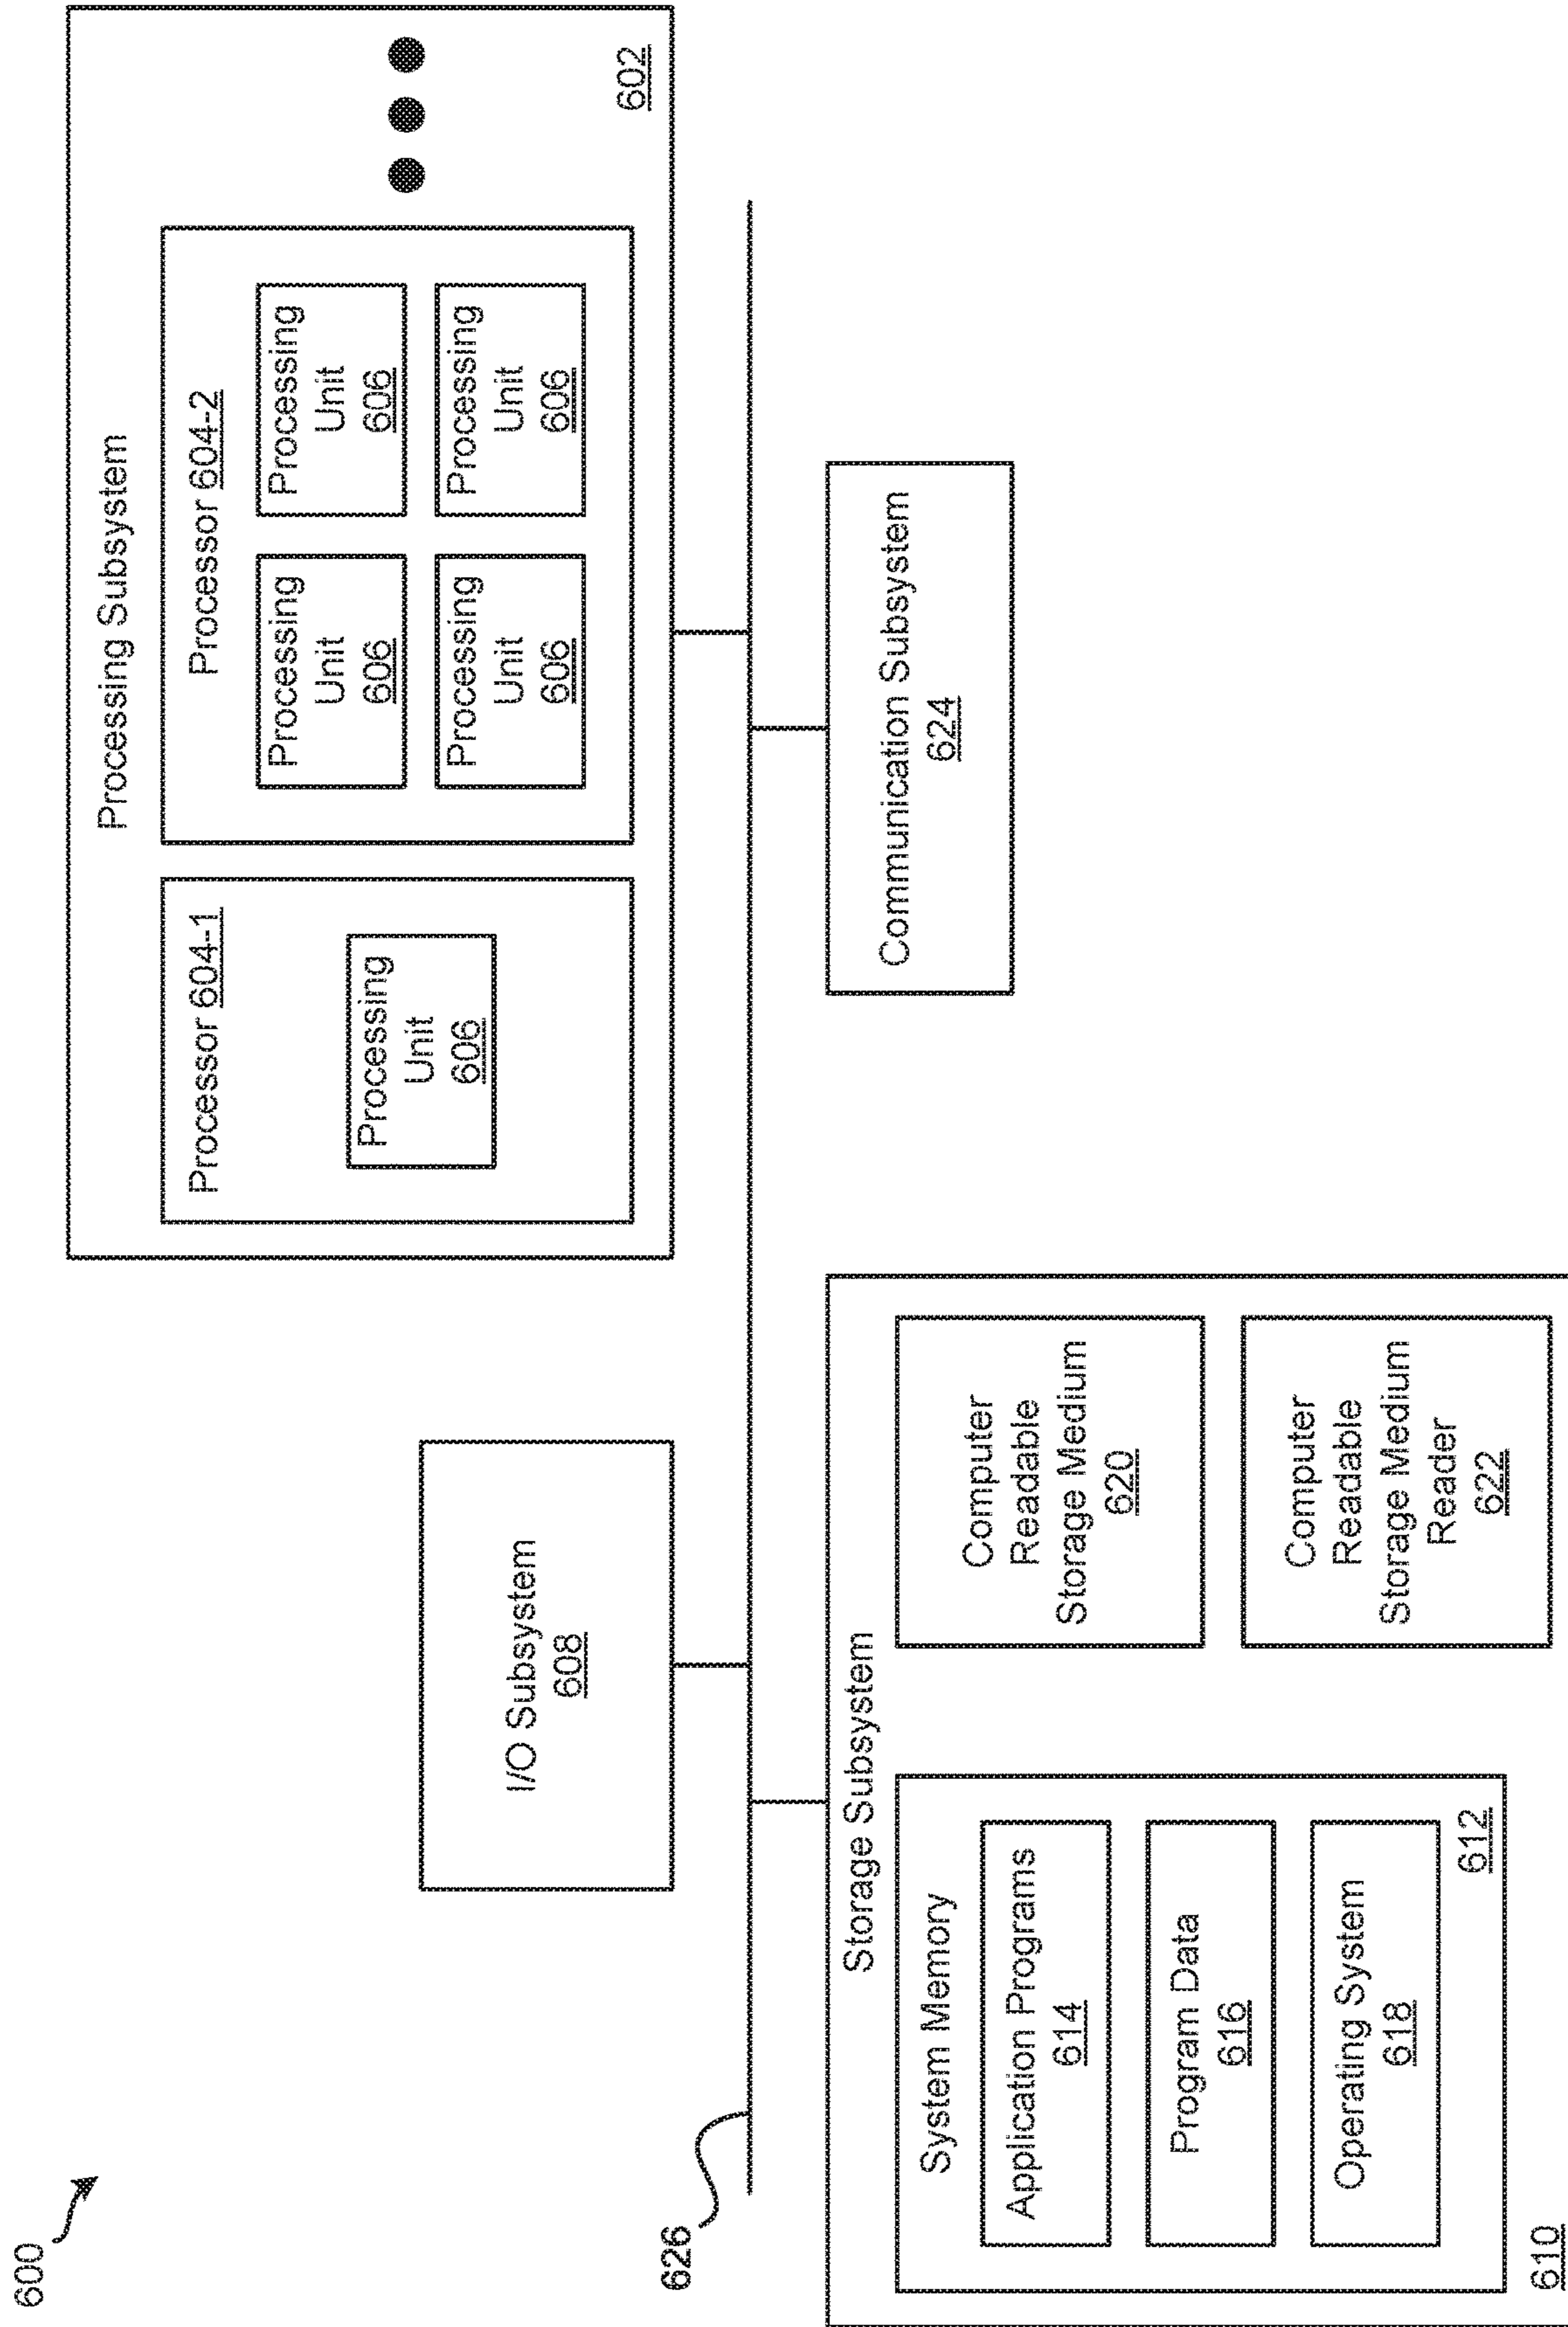 600
I/O Subsystem
608
Processing Subsystem
Processor 604-1
Processing
Unit
606
Processor 604-2
Processing
Unit
606
Processing
Unit
606
Processing
Unit
606
Processing
Unit
606
602
626
Storage Subsystem
System Memory
Application Programs
614
Program Data
616
Operating System
618
612
Computer
Readable
Storage Medium
620
Computer
Readable
Storage Medium
Reader
622
610
Communication Subsystem
624